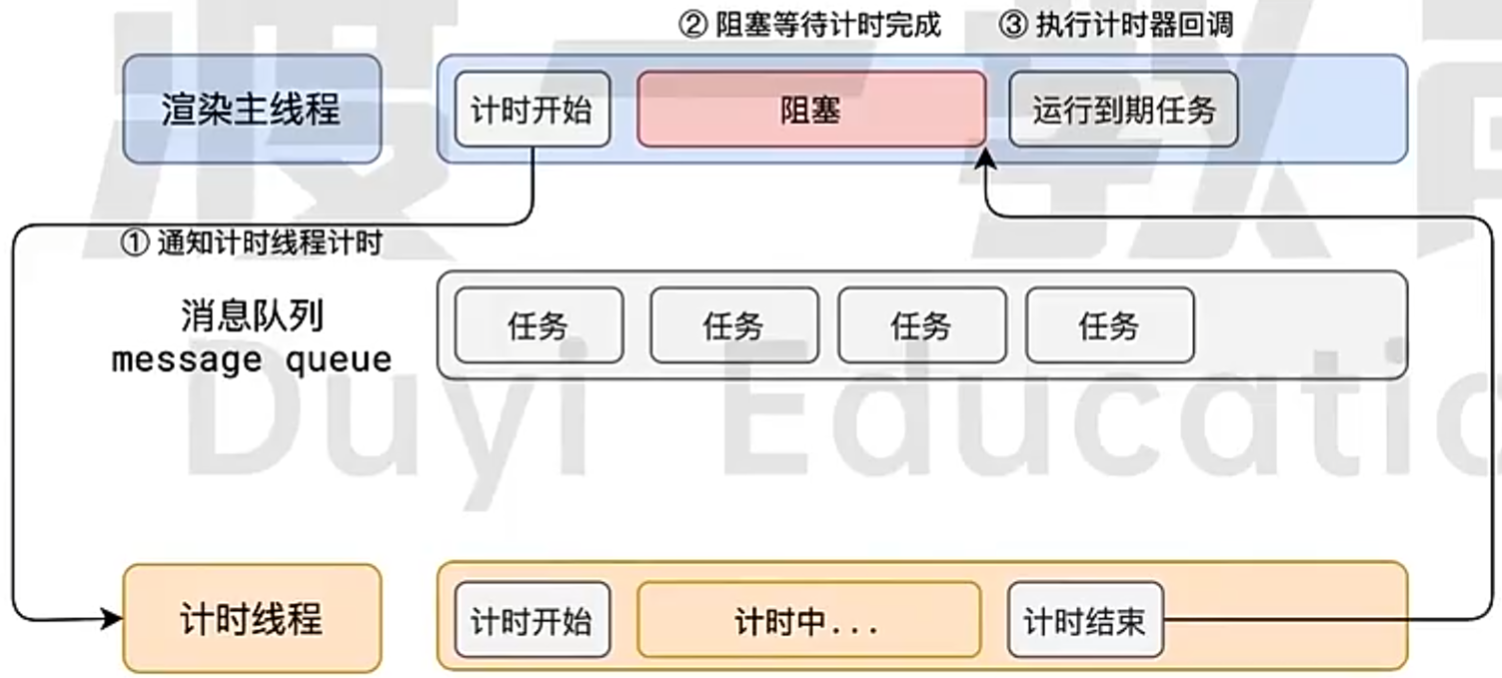 ② 阻塞等待计时完成
③ 执行计时器回调
渲染主线程
计时开始
阻塞
运行到期任务
① 通知计时线程计时
消息队列
message queue
任务
任务
任务
任务
Duyi Educatio
计时线程
计时开始
计时中...
计时结束